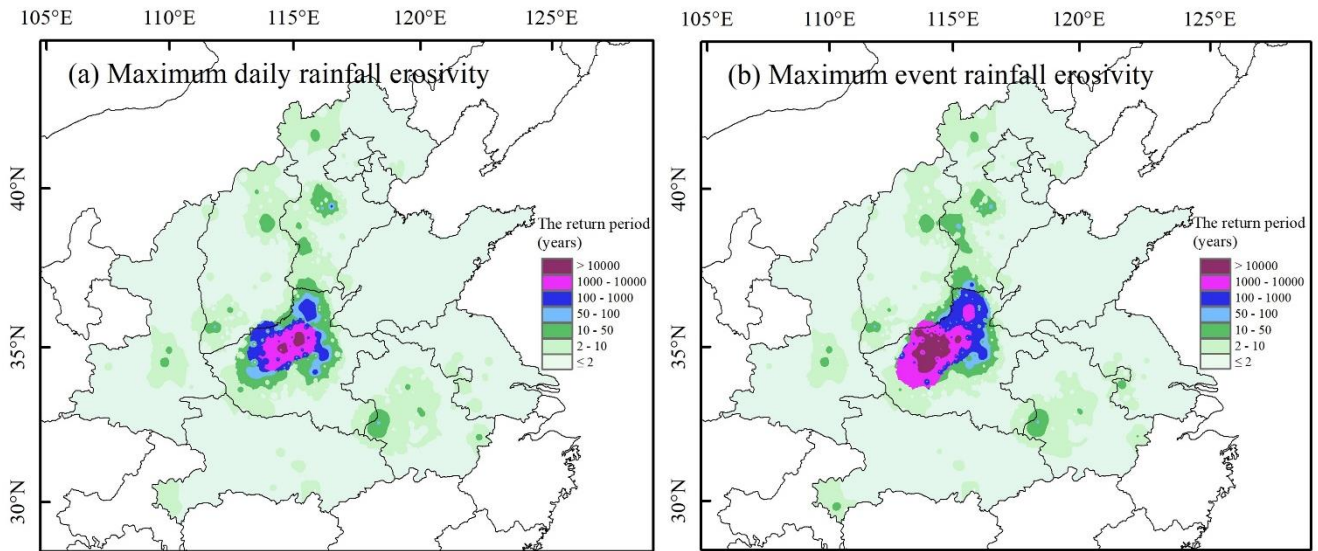 105°E 110°E 115°E 120°E 125°E
(a) Maximum daily rainfall erosivity
40°N
35°N
30°N
The return period
(years)
> 10000
1000 - 10000
100 - 1000
50 - 100
10 - 50
2 - 10
≤ 2
105°E 110°E 115°E 120°E 125°E
(b) Maximum event rainfall erosivity
40°N
35°N
30°N
The return period
(years)
> 10000
1000 - 10000
100 - 1000
50 - 100
10 - 50
2 - 10
≤ 2